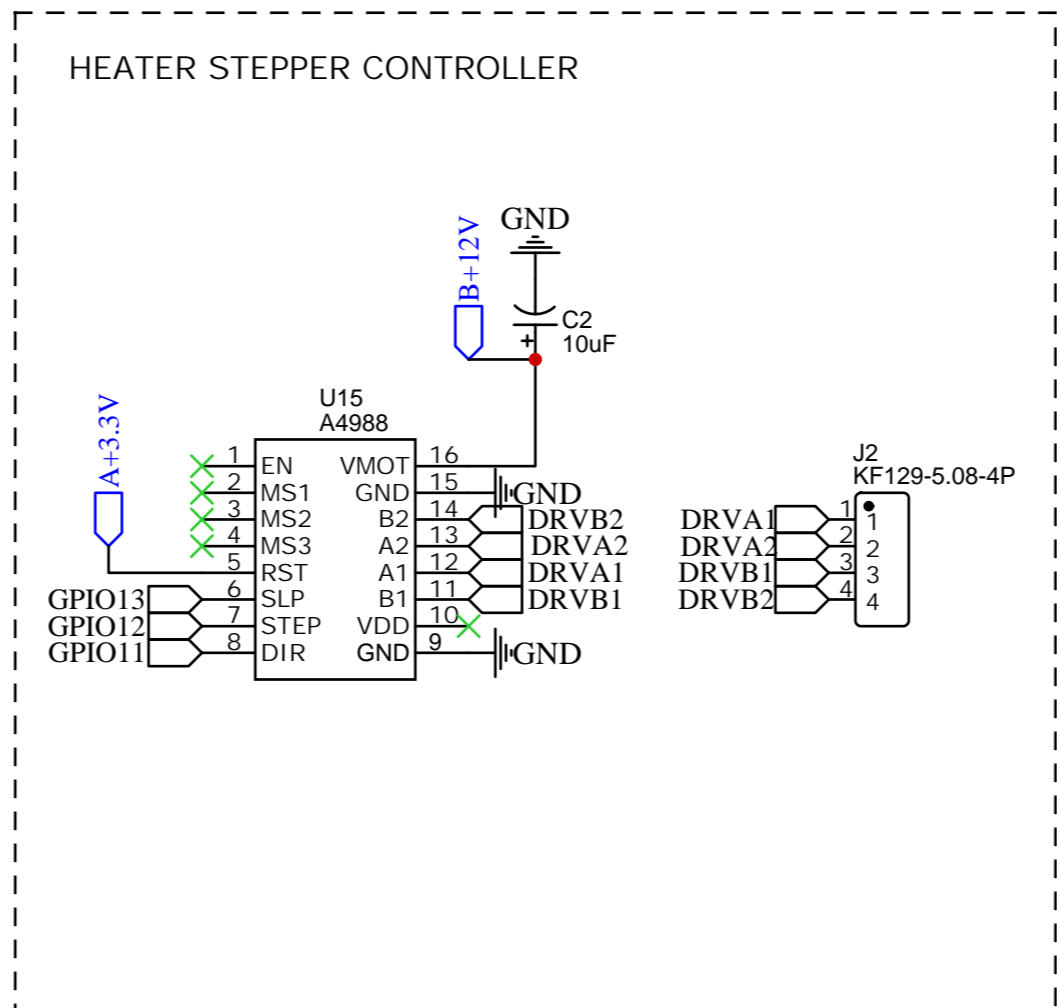 HEATER STEPPER CONTROLLER
GND
B+12V
C2
10uF
+
A+3.3V
U15
A4988
1 EN VMOT 16
2 MS1 GND 15 GND
3 MS2 B2 14 DRVB2
4 MS3 A2 13 DRVA2
5 RST A1 12 DRVA1
GPIO13 6 SLP B1 11 DRVB1
GPIO12 7 STEP VDD 10
GPIO11 8 DIR GND 9 GND
J2
KF129-5.08-4P
DRVA1 1 1
DRVA2 2 2
DRVB1 3 3
DRVB2 4 4